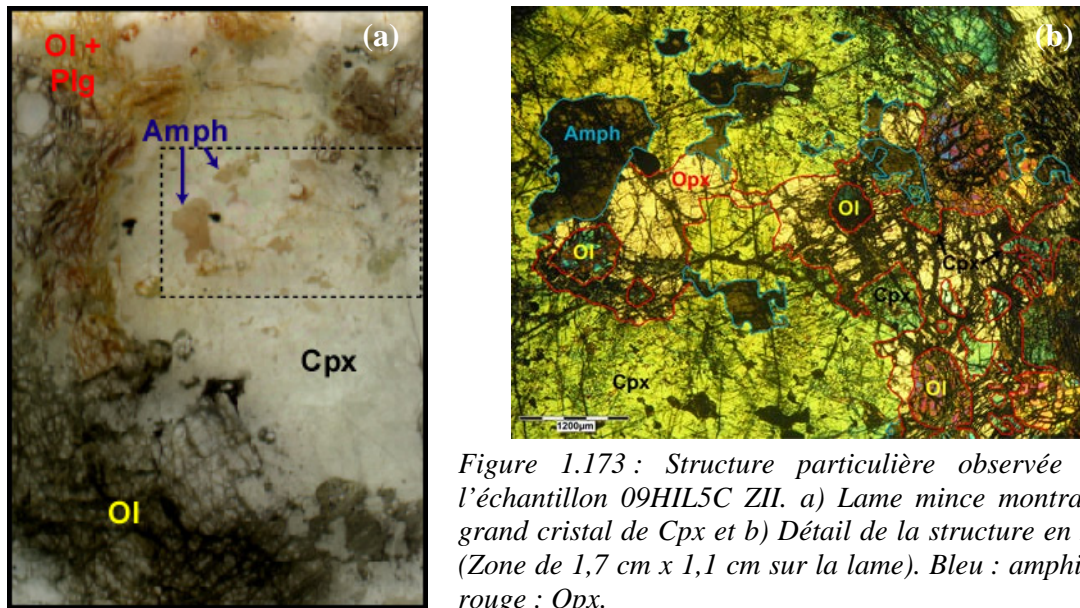 (a)
Ol +
Plg
Amph
Cpx
Ol
(b)
Amph
Opx
Ol
Ol
Cpx
Cpx
Cpx
Ol
1200µm
Figure 1.173 : Structure particulière observée
l'échantillon 09HIL5C ZII. a) Lame mince montra
grand cristal de Cpx et b) Détail de la structure en
(Zone de 1,7 cm x 1,1 cm sur la lame). Bleu : amphi
rouge : Opx.